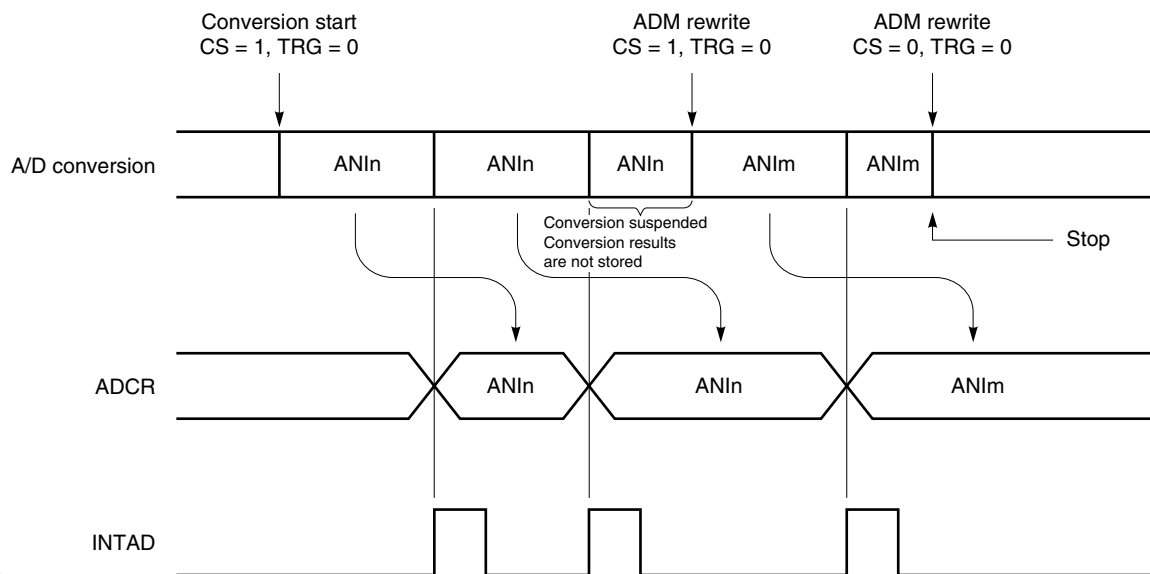 Conversion start
CS = 1, TRG = 0
ADM rewrite
CS = 1, TRG = 0
ADM rewrite
CS = 0, TRG = 0
A/D conversion
ANIn
ANIn
ANIn
ANIm
ANIm
Conversion suspended
Conversion results
are not stored
Stop
ADCR
ANIn
ANIn
ANIm
INTAD